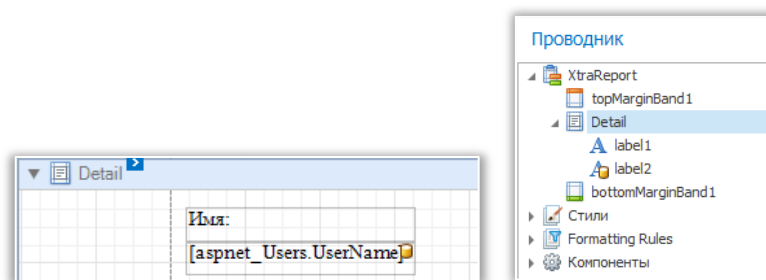 Detail
Имя:
[aspnet_Users.UserName]
Проводник
XtraReport
topMarginBand1
Detail
label1
label2
bottomMarginBand1
Стили
Formatting Rules
Компоненты